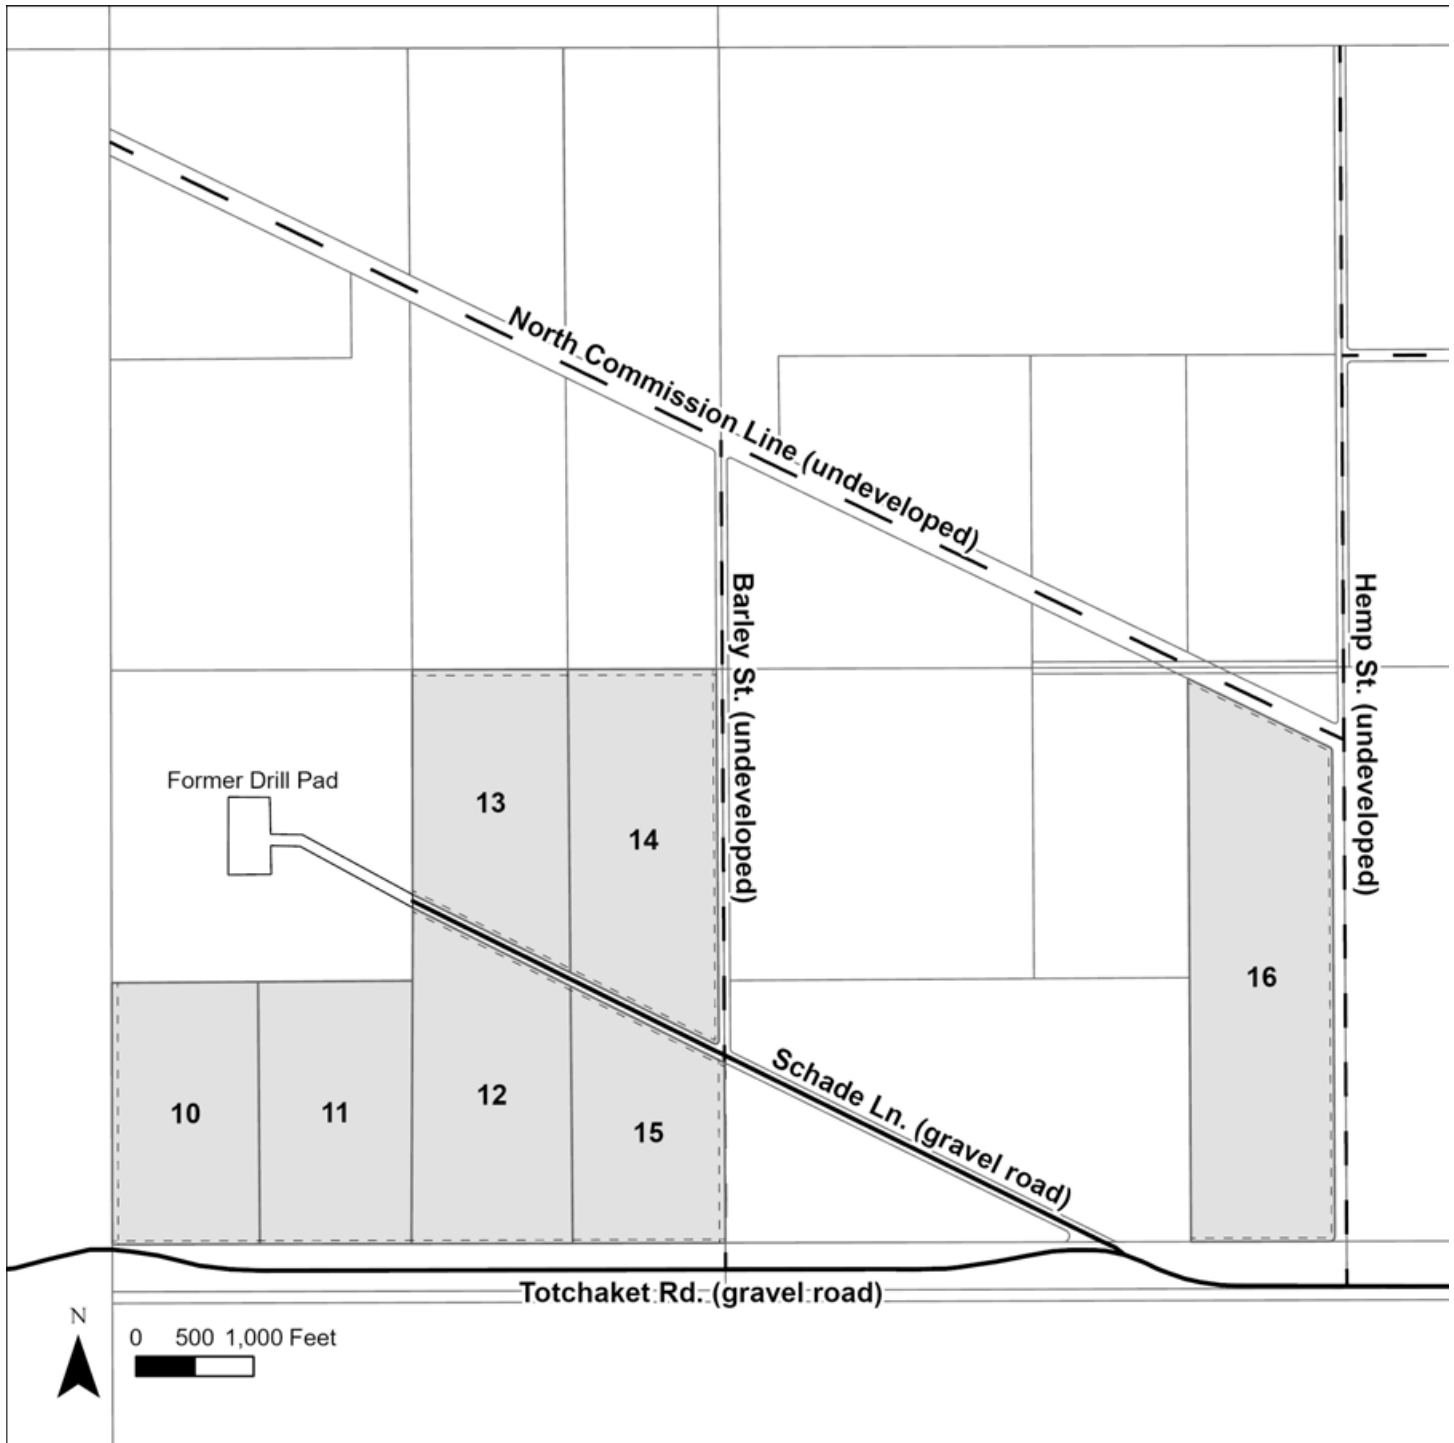 North Commission Line (undeveloped)
Barley St. (undeveloped)
Hemp St. (undeveloped)
Former Drill Pad
13
14
16
10
11
12
15
Schade Ln. (gravel road)
Totchaket Rd. (gravel road)
N
0 500 1,000 Feet